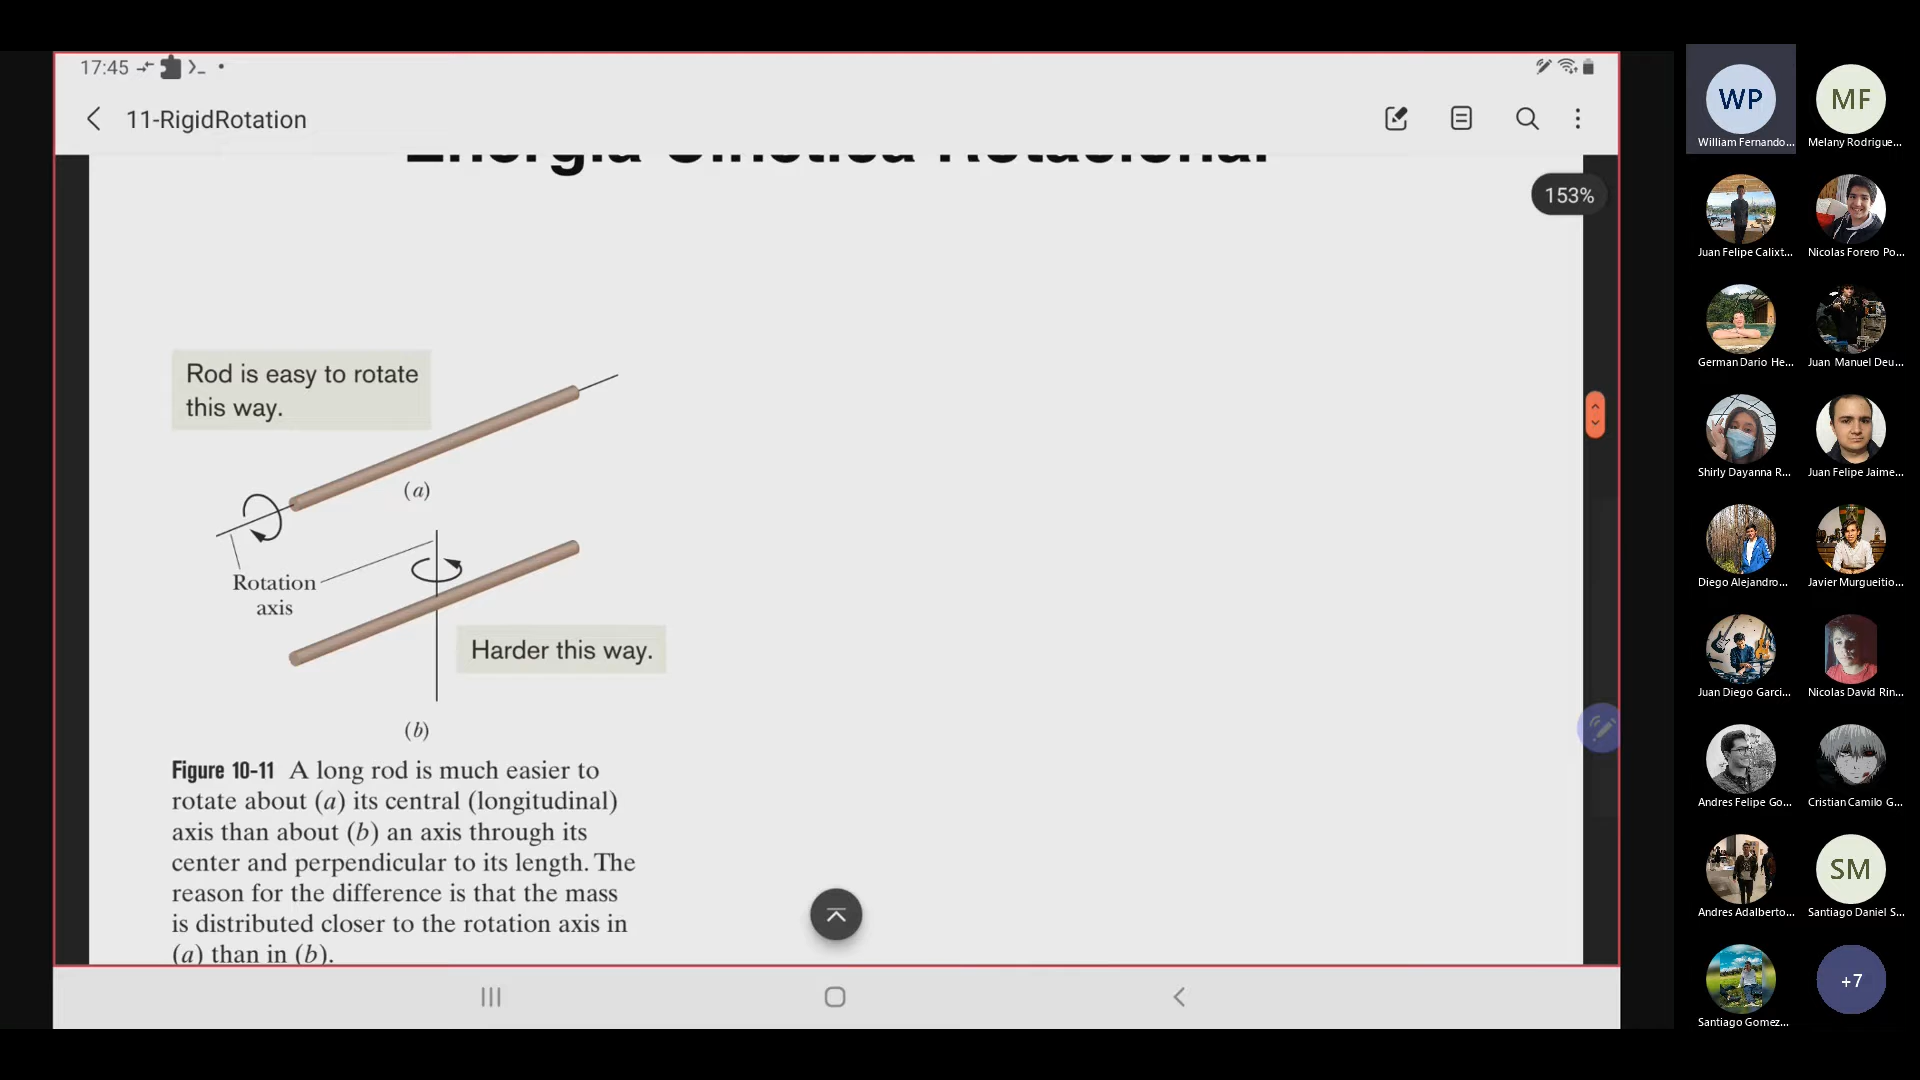 17:45
11-RigidRotation
Energía Cinética Rotacional
153%
Rod is easy to rotate
this way.
(a)
Rotation
axis
Harder this way.
(b)
Figure 10-11 A long rod is much easier to
rotate about (a) its central (longitudinal)
axis than about (b) an axis through its
center and perpendicular to its length. The
reason for the difference is that the mass
is distributed closer to the rotation axis in
(a) than in (b).
WP
William Fernando...
MF
Melany Rodrigue...
Juan Felipe Calixt...
Nicolas Forero Po...
German Dario He...
Juan Manuel Deu...
Shirly Dayanna R...
Juan Felipe Jaime...
Diego Alejandro...
Javier Murgueitio...
Juan Diego Garci...
Nicolas David Rin...
Andres Felipe Go...
Cristian Camilo G...
Andres Adalberto...
SM
Santiago Daniel S...
Santiago Gomez...
+7